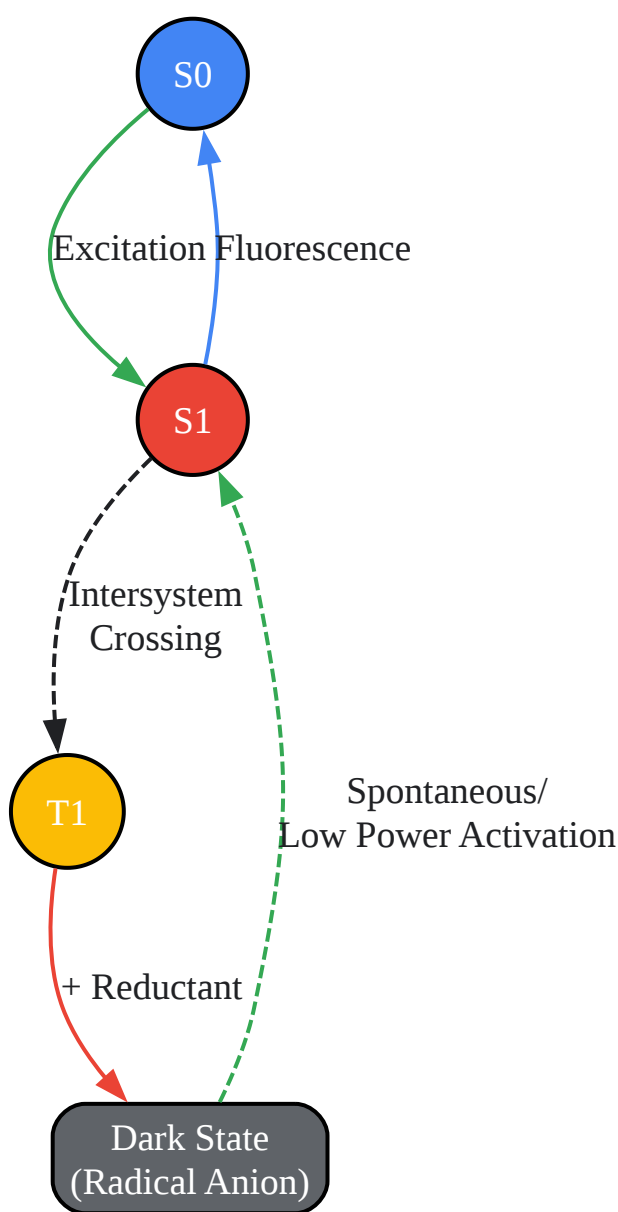 S0
Excitation
Fluorescence
S1
Intersystem
Crossing
T1
Spontaneous/
Low Power Activation
+ Reductant
Dark State
(Radical Anion)